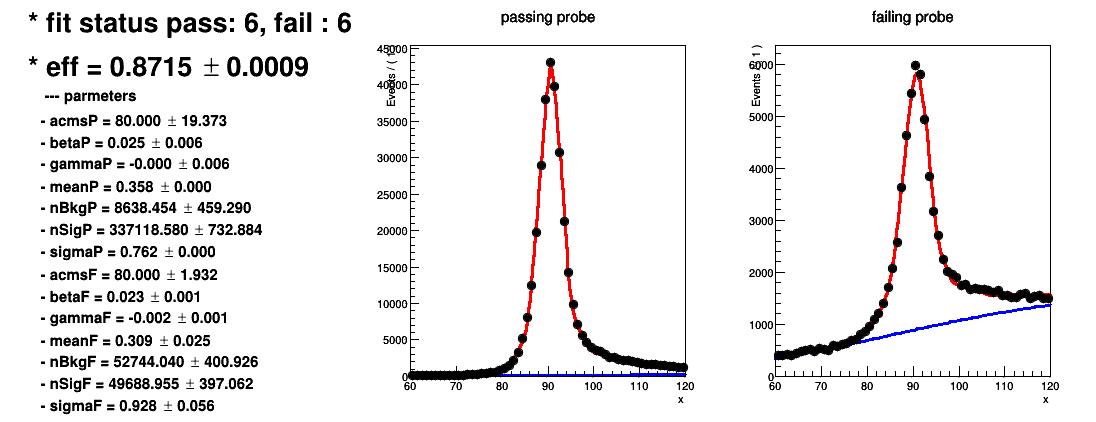 * fit status pass: 6, fail : 6
* eff = 0.8715 ± 0.0009
--- parmeters
- acmsP = 80.000 ± 19.373
- betaP = 0.025 ± 0.006
- gammaP = -0.000 ± 0.006
- meanP = 0.358 ± 0.000
- nBkgP = 8638.454 ± 459.290
- nSigP = 337118.580 ± 732.884
- sigmaP = 0.762 ± 0.000
- acmsF = 80.000 ± 1.932
- betaF = 0.023 ± 0.001
- gammaF = -0.002 ± 0.001
- meanF = 0.309 ± 0.025
- nBkgF = 52744.040 ± 400.926
- nSigF = 49688.955 ± 397.062
- sigmaF = 0.928 ± 0.056
passing probe
Events / ( 1 )
45000
40000
35000
30000
25000
20000
15000
10000
5000
0
60 70 80 90 100 110 120
x
failing probe
Events / ( 1 )
6000
5000
4000
3000
2000
1000
0
60 70 80 90 100 110 120
x